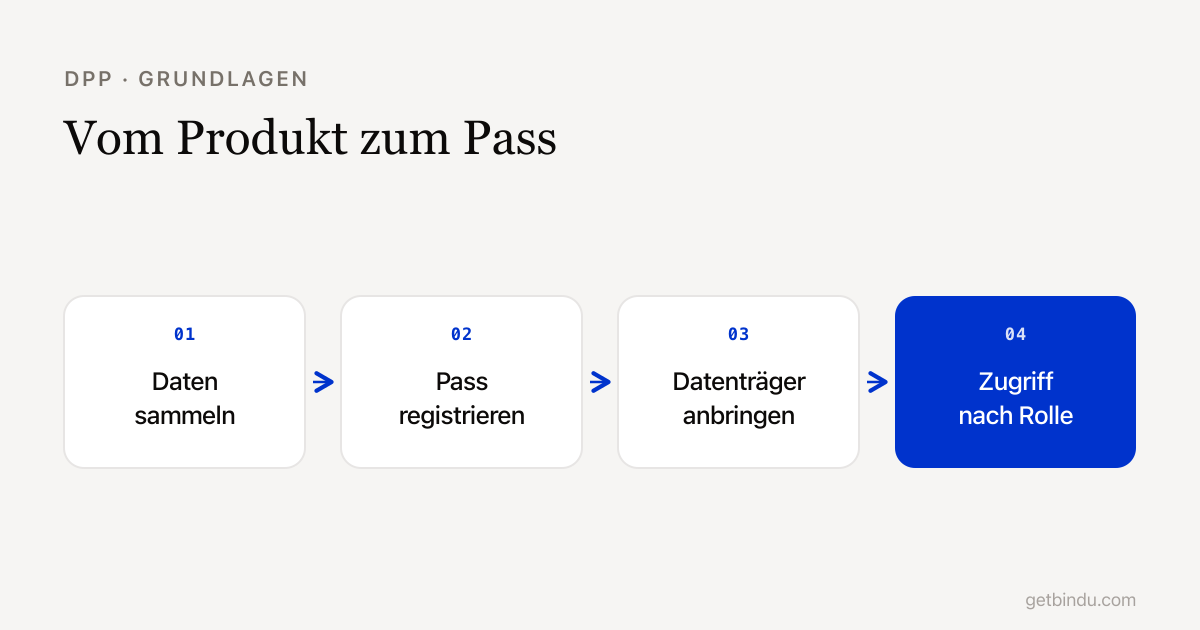 DPP · GRUNDLAGEN
Vom Produkt zum Pass
01
Daten
sammeln
02
Pass
registrieren
03
Datenträger
anbringen
04
Zugriff
nach Rolle
getbindu.com